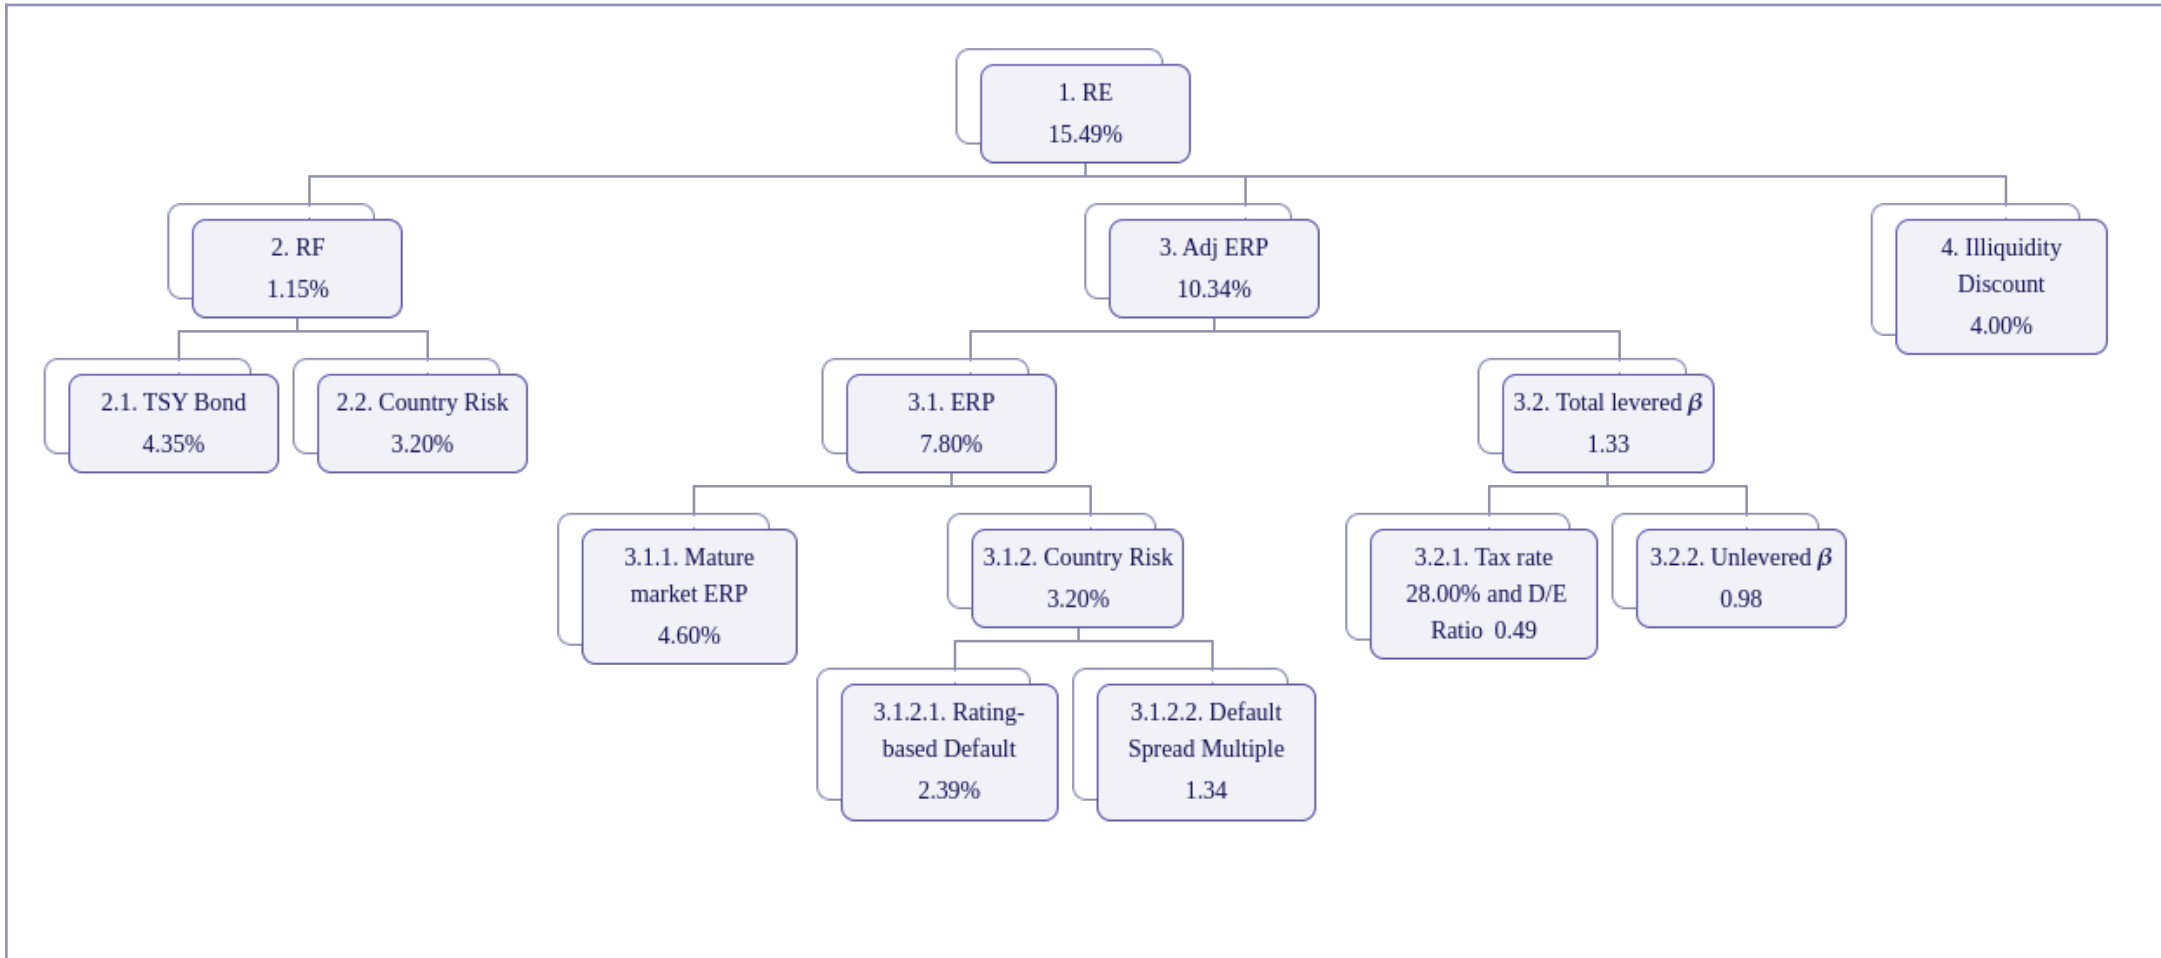 1. RE
15.49%
2. RF
1.15%
3. Adj ERP
10.34%
4. Illiquidity
Discount
4.00%
2.1. TSY Bond
4.35%
2.2. Country Risk
3.20%
3.1. ERP
7.80%
3.2. Total levered β
1.33
3.1.1. Mature
market ERP
4.60%
3.1.2. Country Risk
3.20%
3.2.1. Tax rate
28.00% and D/E
Ratio 0.49
3.2.2. Unlevered β
0.98
3.1.2.1. Rating-
based Default
2.39%
3.1.2.2. Default
Spread Multiple
1.34